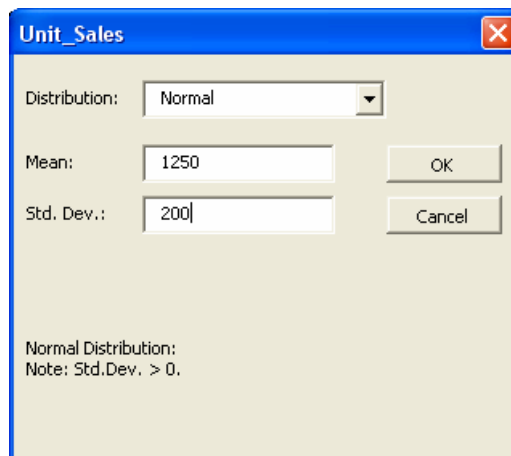 Unit_Sales
Distribution: Normal
Mean: 1250 OK
Std. Dev.: 200 Cancel
Normal Distribution:
Note: Std.Dev. > 0.